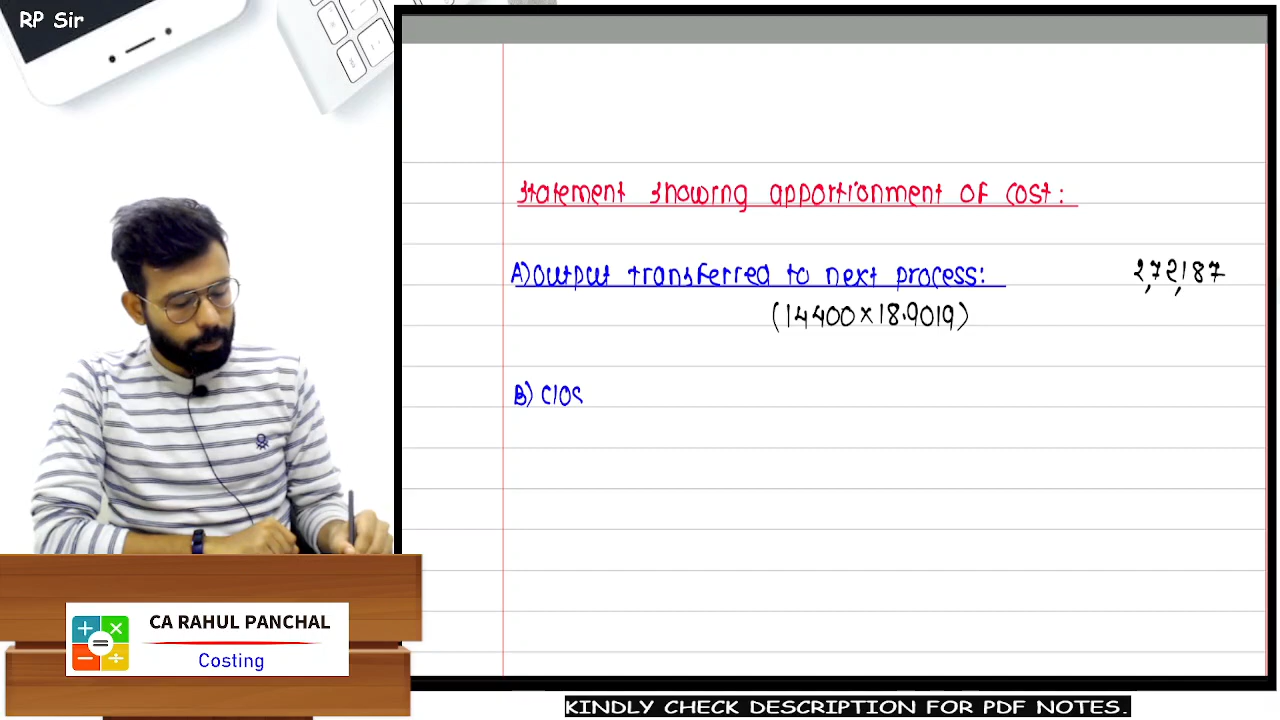 RP Sir
Statement showing apportionment of cost:
A) Output transferred to next process: 2,72,187
(14400 × 18.9019)
B) Clos
CA RAHUL PANCHAL
Costing
KINDLY CHECK DESCRIPTION FOR PDF NOTES.